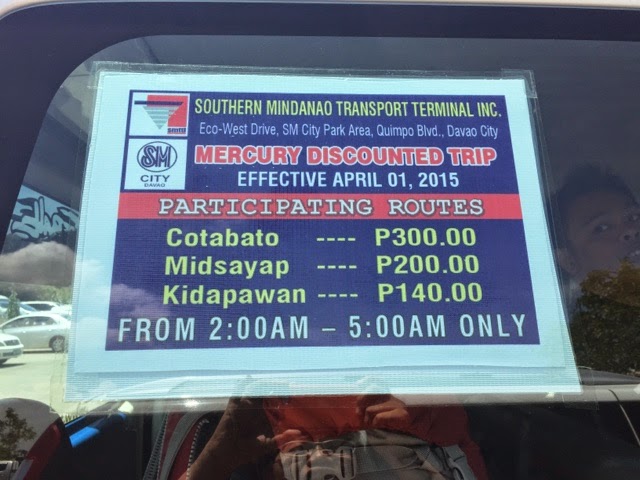 SOUTHERN MINDANAO TRANSPORT TERMINAL INC.
Eco-West Drive, SM City Park Area, Quimpo Blvd., Davao City
SM
CITY
DAVAO
MERCURY DISCOUNTED TRIP
EFFECTIVE APRIL 01, 2015
PARTICIPATING ROUTES
Cotabato ---- P300.00
Midsayap ---- P200.00
Kidapawan ---- P140.00
FROM 2:00AM – 5:00AM ONLY